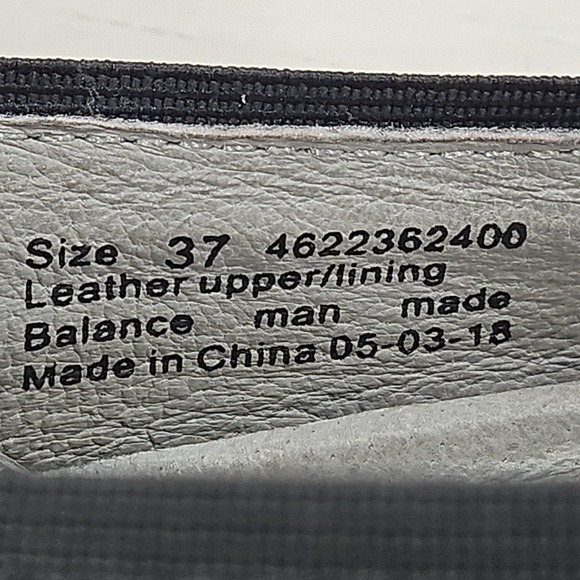 Size 37 4622362400
Leather upper/lining
Balance man made
Made in China 05-03-18